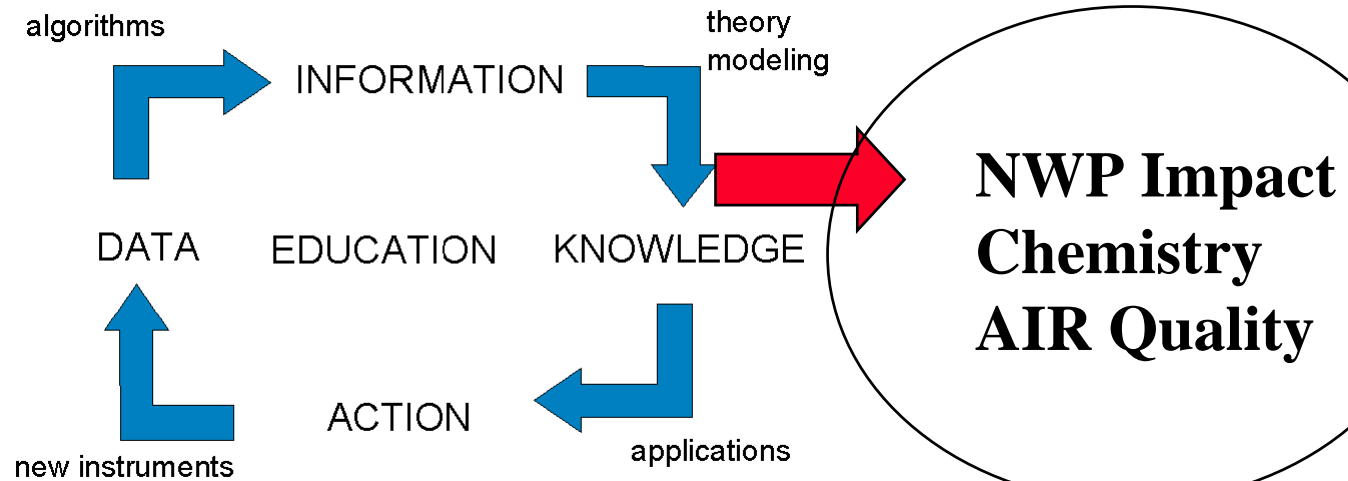 algorithms
theory
modeling
INFORMATION
DATA
EDUCATION
KNOWLEDGE
ACTION
applications
new instruments
NWP Impact
Chemistry
AIR Quality